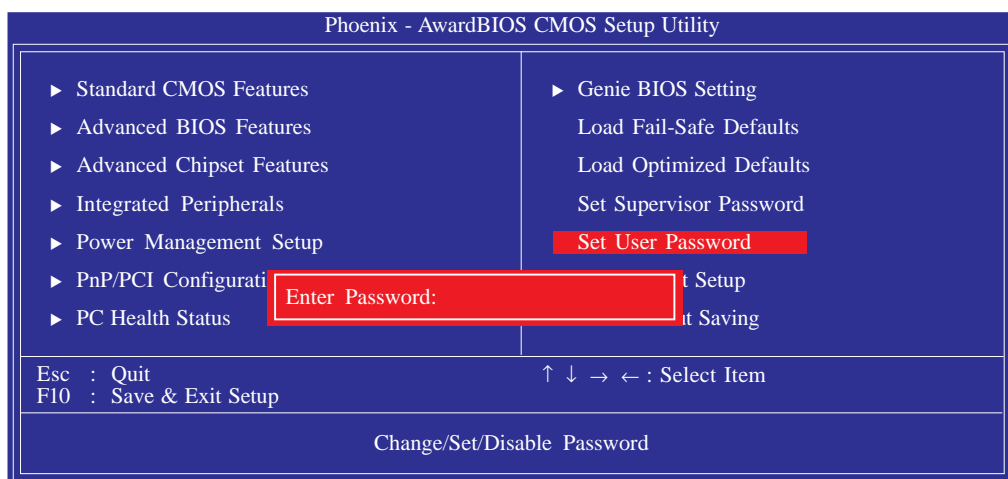 Phoenix - AwardBIOS CMOS Setup Utility
▶ Standard CMOS Features
▶ Advanced BIOS Features
▶ Advanced Chipset Features
▶ Integrated Peripherals
▶ Power Management Setup
▶ PnP/PCI Configurati
▶ PC Health Status
▶ Genie BIOS Setting
Load Fail-Safe Defaults
Load Optimized Defaults
Set Supervisor Password
Set User Password
t Setup
ut Saving
Enter Password:
Esc : Quit
F10 : Save & Exit Setup
↑ ↓ → ← : Select Item
Change/Set/Disable Password